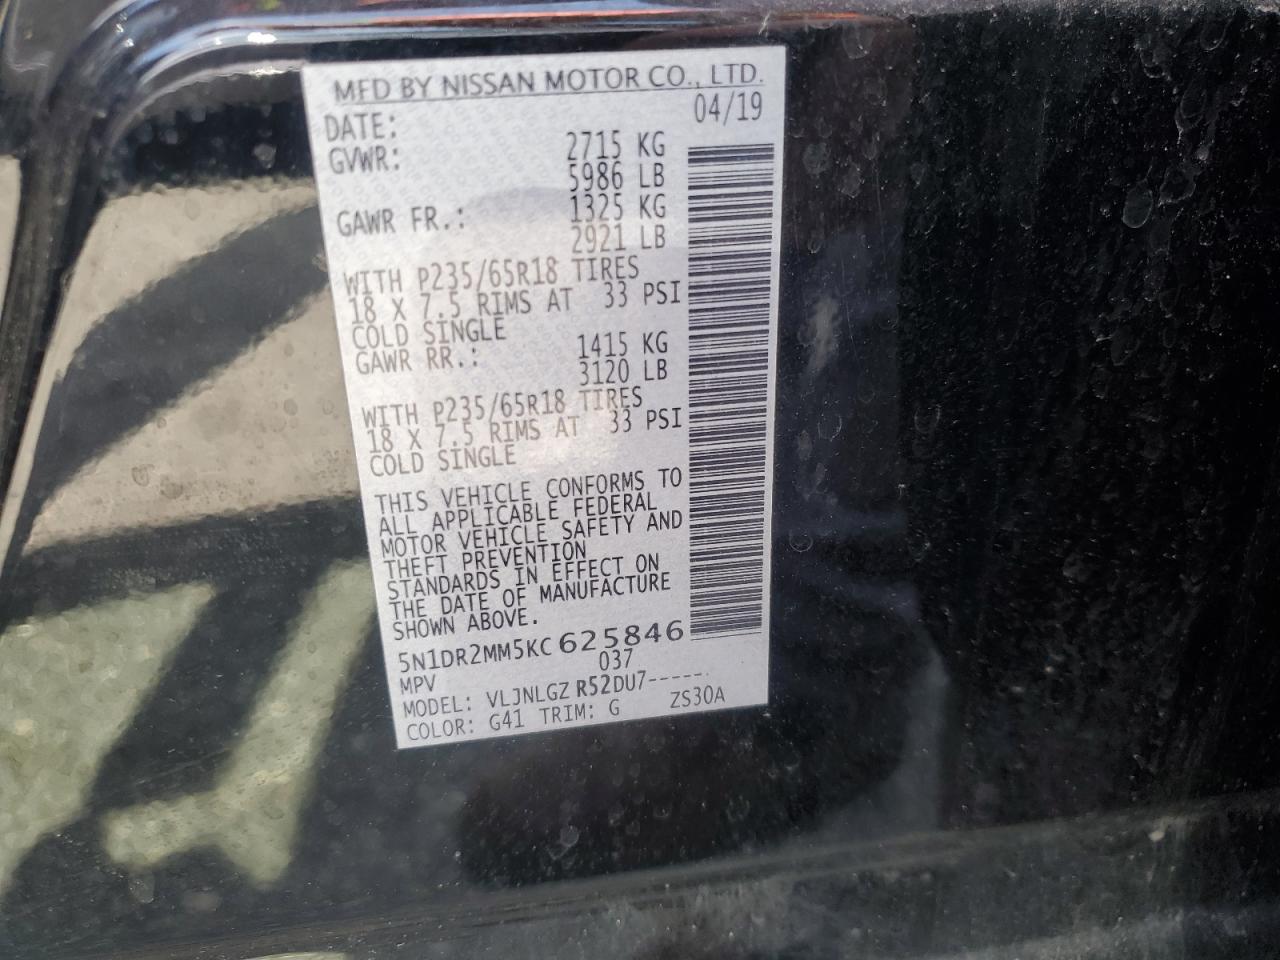 MFD BY NISSAN MOTOR CO., LTD.
DATE: 04/19
GVWR: 2715 KG
5986 LB
GAWR FR.: 1325 KG
2921 LB
WITH P235/65R18 TIRES
18 X 7.5 RIMS AT 33 PSI
COLD SINGLE
GAWR RR.: 1415 KG
3120 LB
WITH P235/65R18 TIRES
18 X 7.5 RIMS AT 33 PSI
COLD SINGLE
THIS VEHICLE CONFORMS TO
ALL APPLICABLE FEDERAL
MOTOR VEHICLE SAFETY AND
THEFT PREVENTION
STANDARDS IN EFFECT ON
THE DATE OF MANUFACTURE
SHOWN ABOVE.
5N1DR2MM5KC625846
MPV 037
MODEL: VLJNLGZ R52DU7-----
COLOR: G41 TRIM: G ZS30A